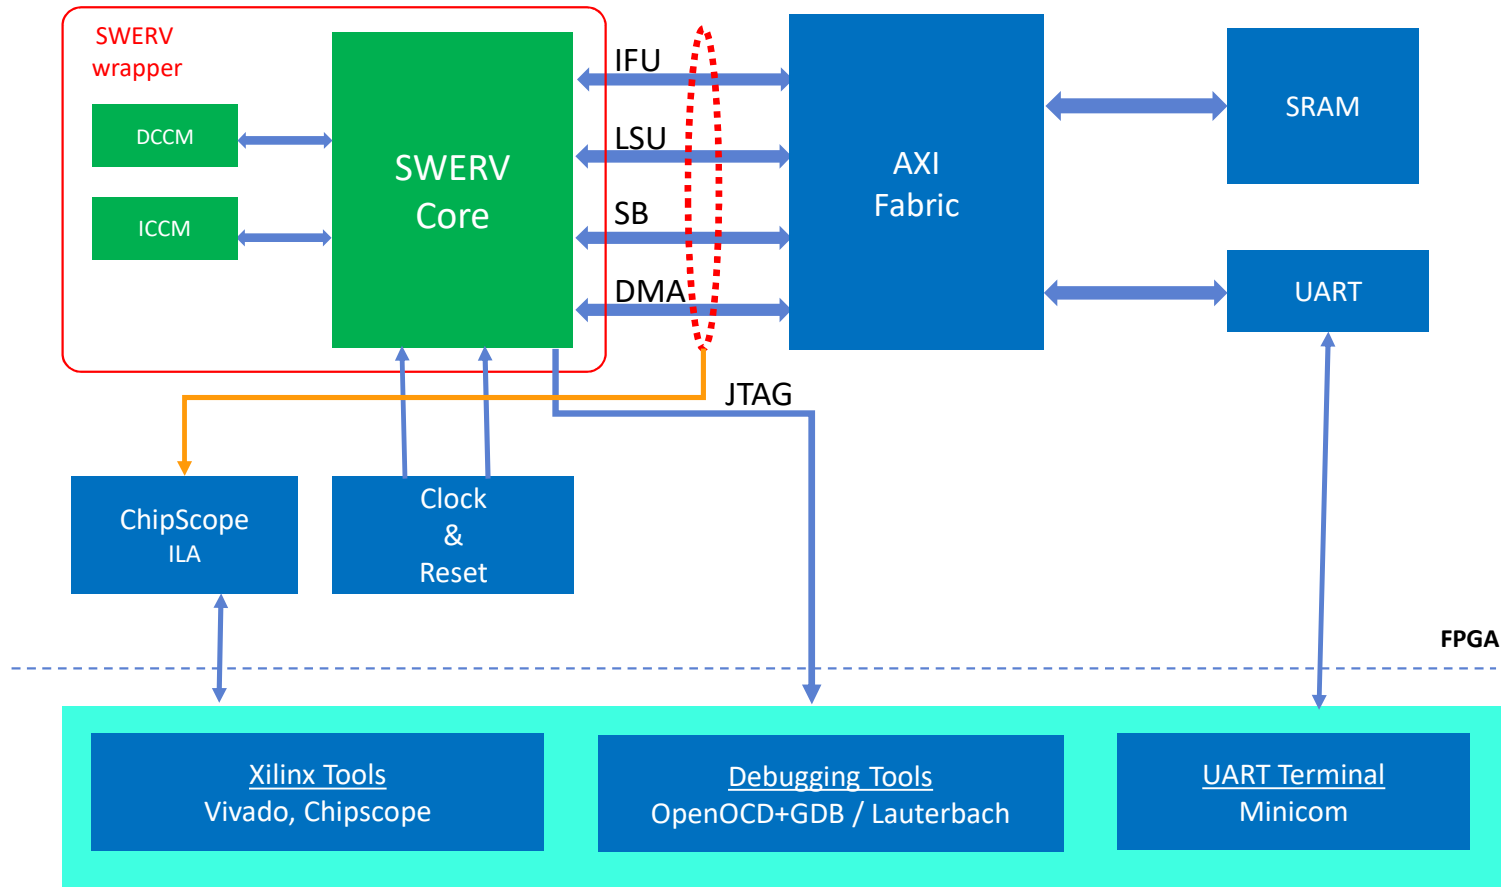 SWERV
wrapper
DCCM
ICCM
SWERV
Core
IFU
LSU
SB
DMA
AXI
Fabric
SRAM
UART
JTAG
ChipScope
ILA
Clock
&
Reset
FPGA
Xilinx Tools
Vivado, Chipscope
Debugging Tools
OpenOCD+GDB / Lauterbach
UART Terminal
Minicom